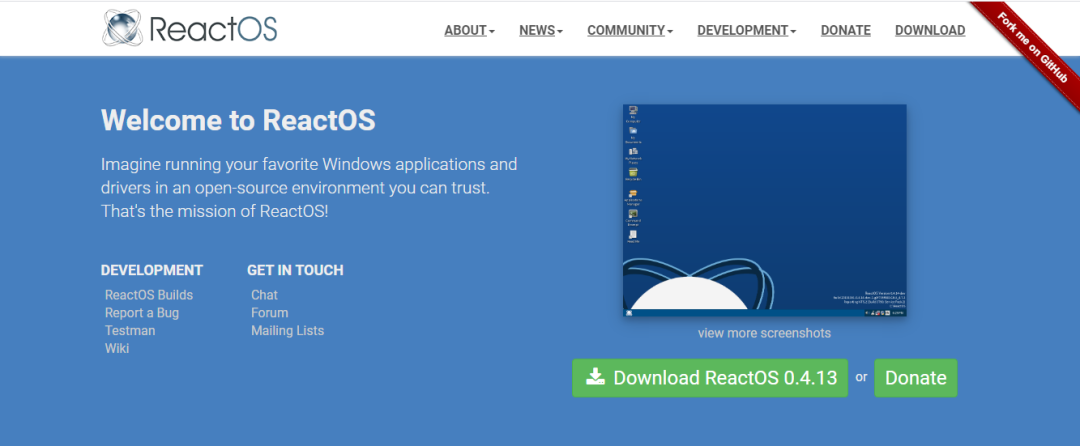 ReactOS
ABOUT
NEWS
COMMUNITY
DEVELOPMENT
DONATE
DOWNLOAD
Fork me on GitHub
Welcome to ReactOS
Imagine running your favorite Windows applications and
drivers in an open-source environment you can trust.
That's the mission of ReactOS!
DEVELOPMENT
ReactOS Builds
Report a Bug
Testman
Wiki
GET IN TOUCH
Chat
Forum
Mailing Lists
view more screenshots
Download ReactOS 0.4.13
or
Donate